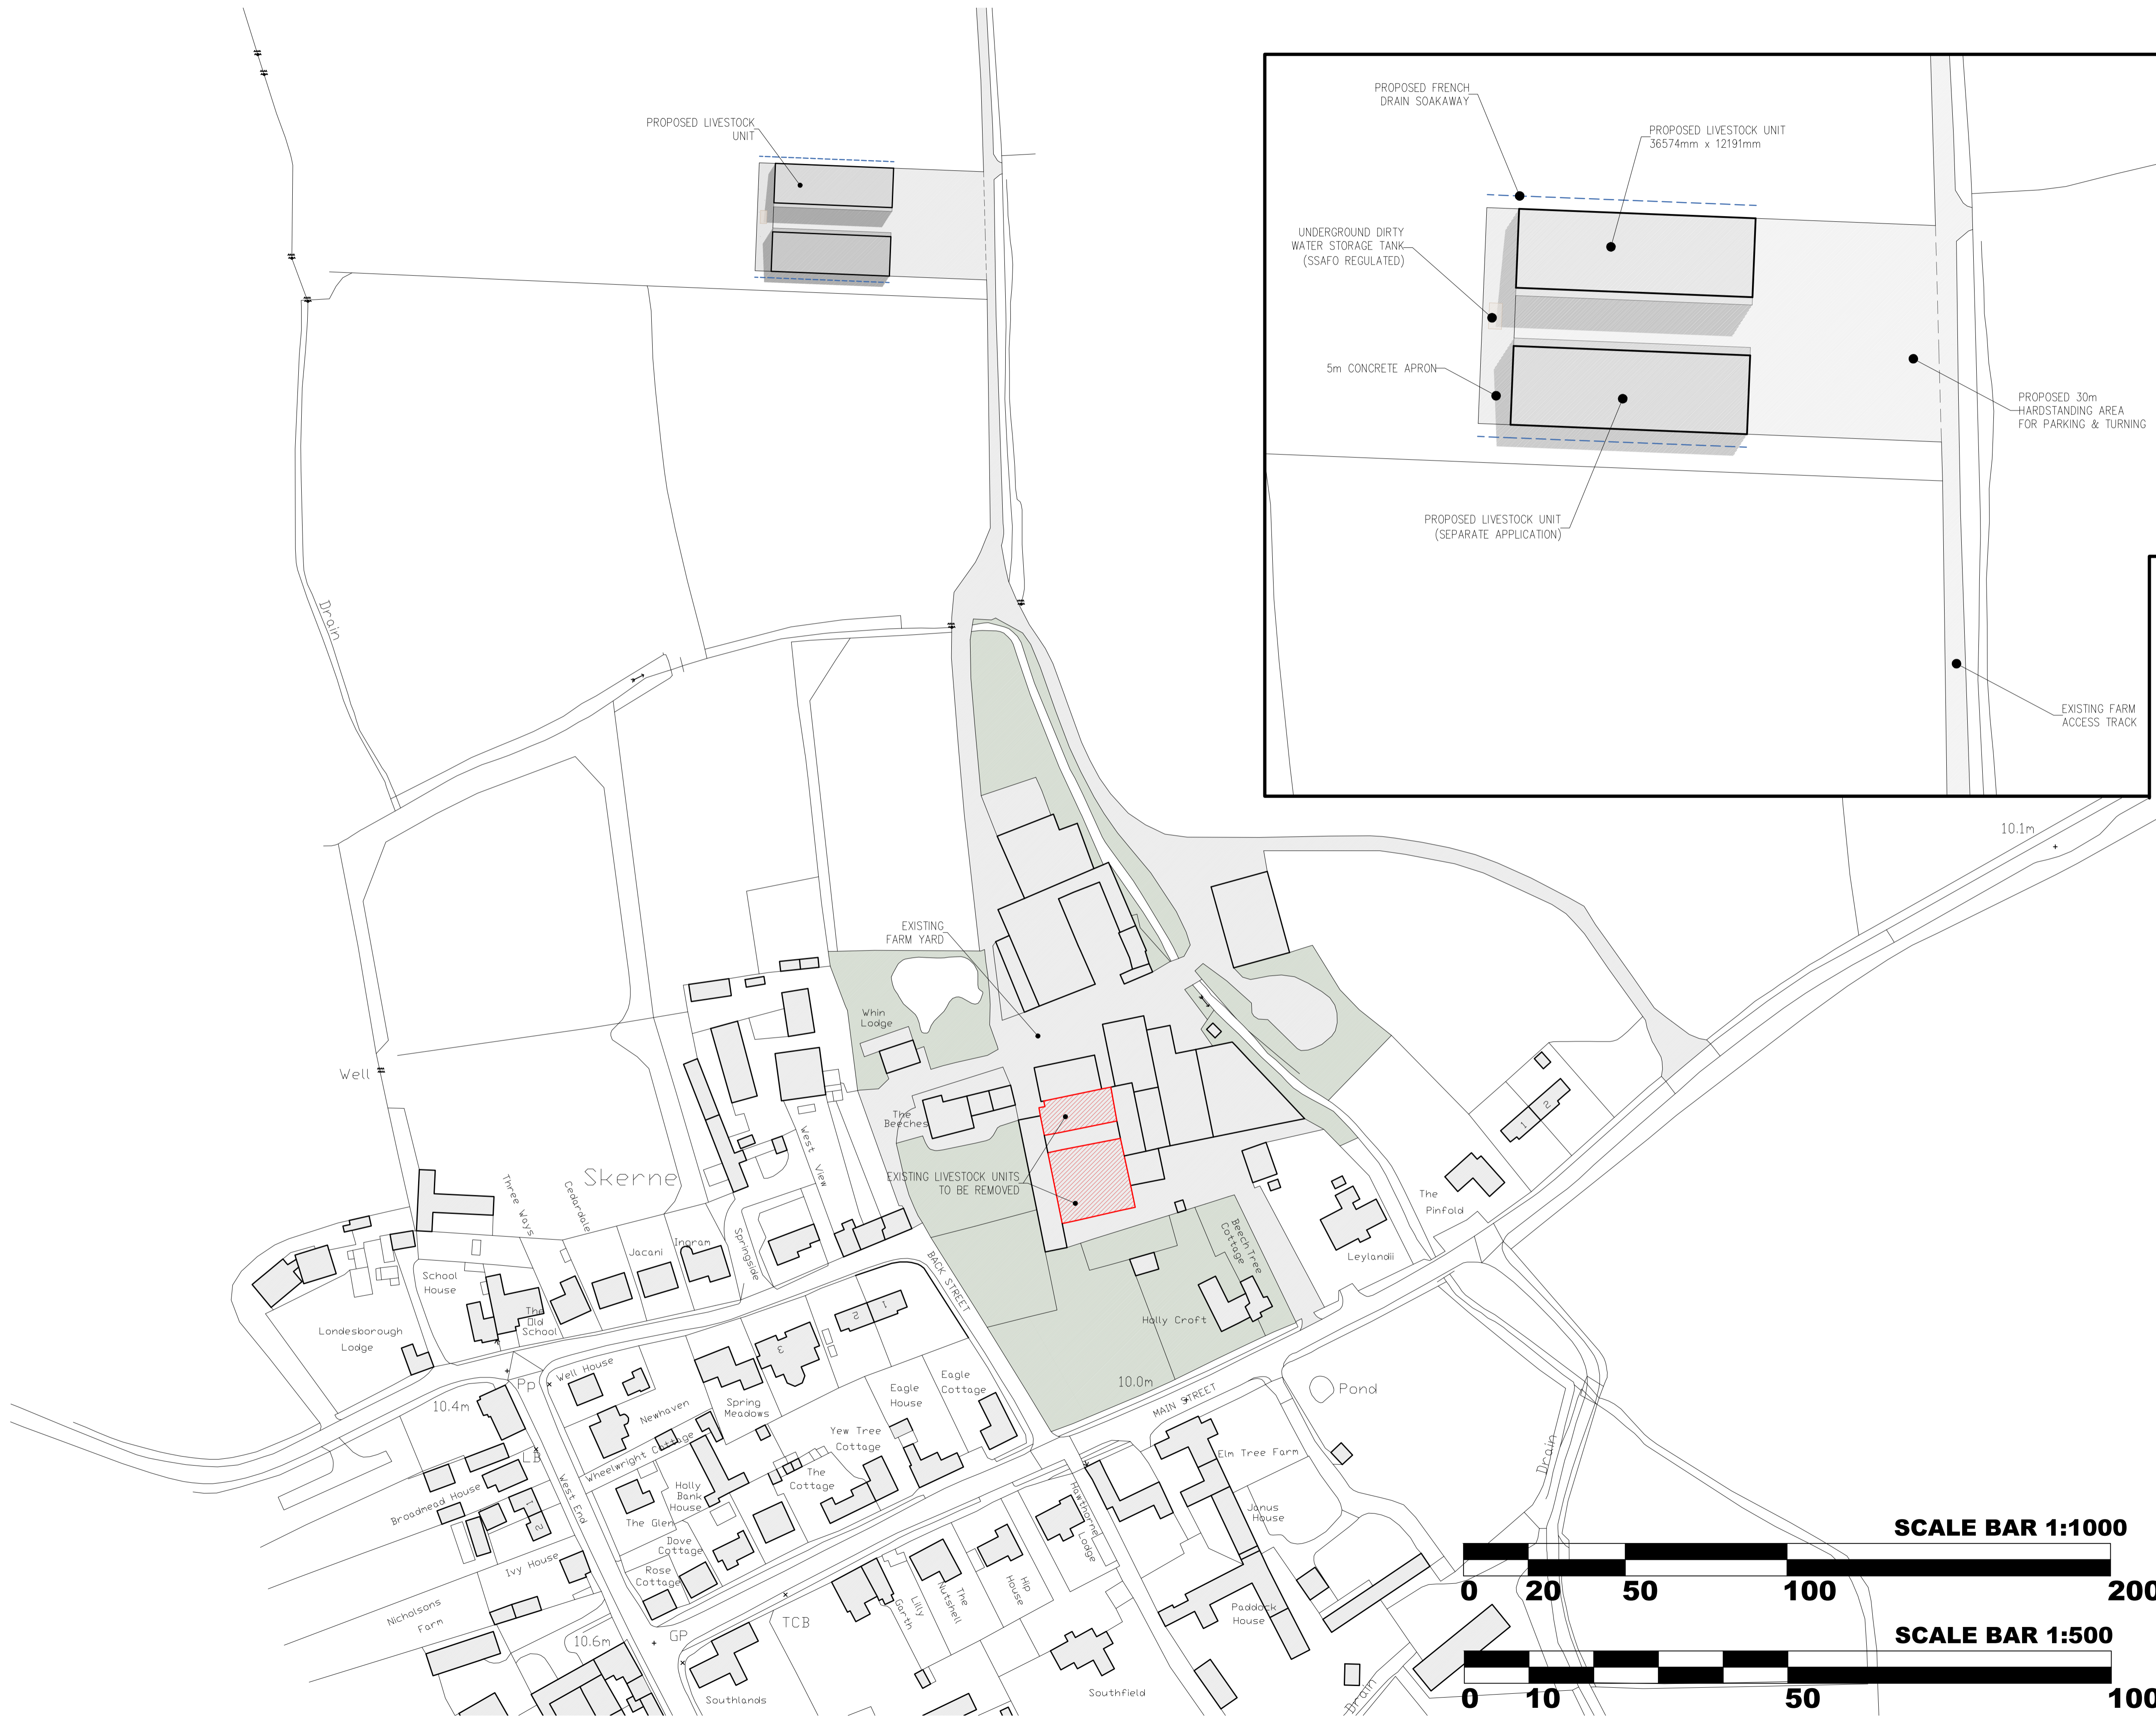 PROPOSED LIVESTOCK
UNIT
PROPOSED FRENCH
DRAIN SOAKAWAY
PROPOSED LIVESTOCK UNIT
36574mm x 12191mm
UNDERGROUND DIRTY
WATER STORAGE TANK
(SSAFO REGULATED)
5m CONCRETE APRON
PROPOSED 30m
HARDSTANDING AREA
FOR PARKING & TURNING
PROPOSED LIVESTOCK UNIT
(SEPARATE APPLICATION)
EXISTING FARM
ACCESS TRACK
Drain
10.1m
EXISTING
FARM YARD
Whin
Lodge
Well
The
Beeches
West View
EXISTING LIVESTOCK UNITS
TO BE REMOVED
Skerne
Three Ways
Cedardale
Jacani
Ingram
Springside
BACK STREET
Beech Tree
Cottage
Leylandii
The
Pinfold
1
2
School
House
The
Old
School
Londesborough
Lodge
Holly Croft
10.0m
MAIN STREET
Pond
Pp
Well House
10.4m
Newhaven
Spring
Meadows
3
2
1
Eagle
House
Eagle
Cottage
Yew Tree
Cottage
Wheelwright Cottage
LB
West End
Broadmead House
1
2
Holly
Bank
House
The
Cottage
The Glen
Dove
Cottage
Rose
Cottage
Ivy House
Nicholsons
Farm
10.6m
GP
TCB
Southlands
Lilly
Garth
The
Nutshell
Hip
House
Hawthorne
Lodge
Elm Tree Farm
Janus
House
Paddock
House
Southfield
Drain
Drain
SCALE BAR 1:1000
0 20 50 100 200
SCALE BAR 1:500
0 10 50 100